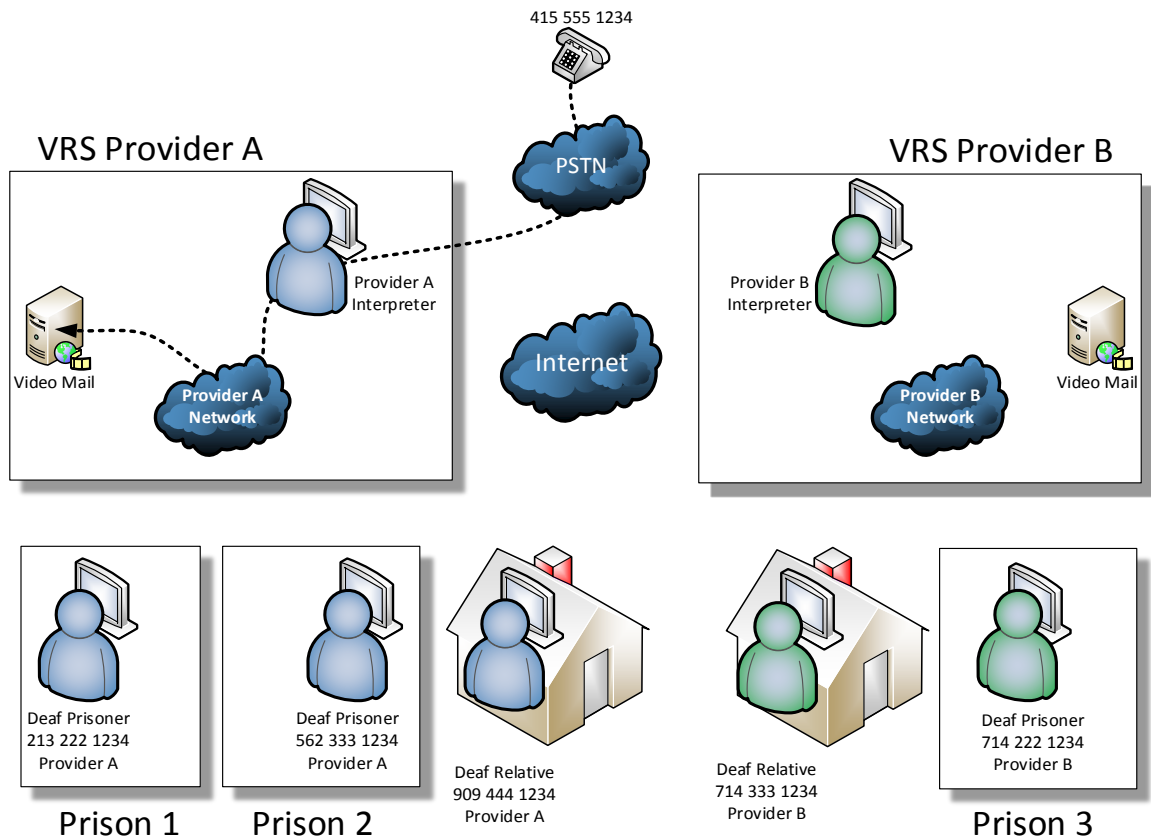 415 555 1234
VRS Provider A
PSTN
VRS Provider B
Provider A
Interpreter
Provider B
Interpreter
Internet
Video Mail
Video Mail
Provider A
Network
Provider B
Network
Deaf Prisoner
213 222 1234
Provider A
Deaf Prisoner
562 333 1234
Provider A
Deaf Relative
909 444 1234
Provider A
Deaf Relative
714 333 1234
Provider B
Deaf Prisoner
714 222 1234
Provider B
Prison 1
Prison 2
Prison 3